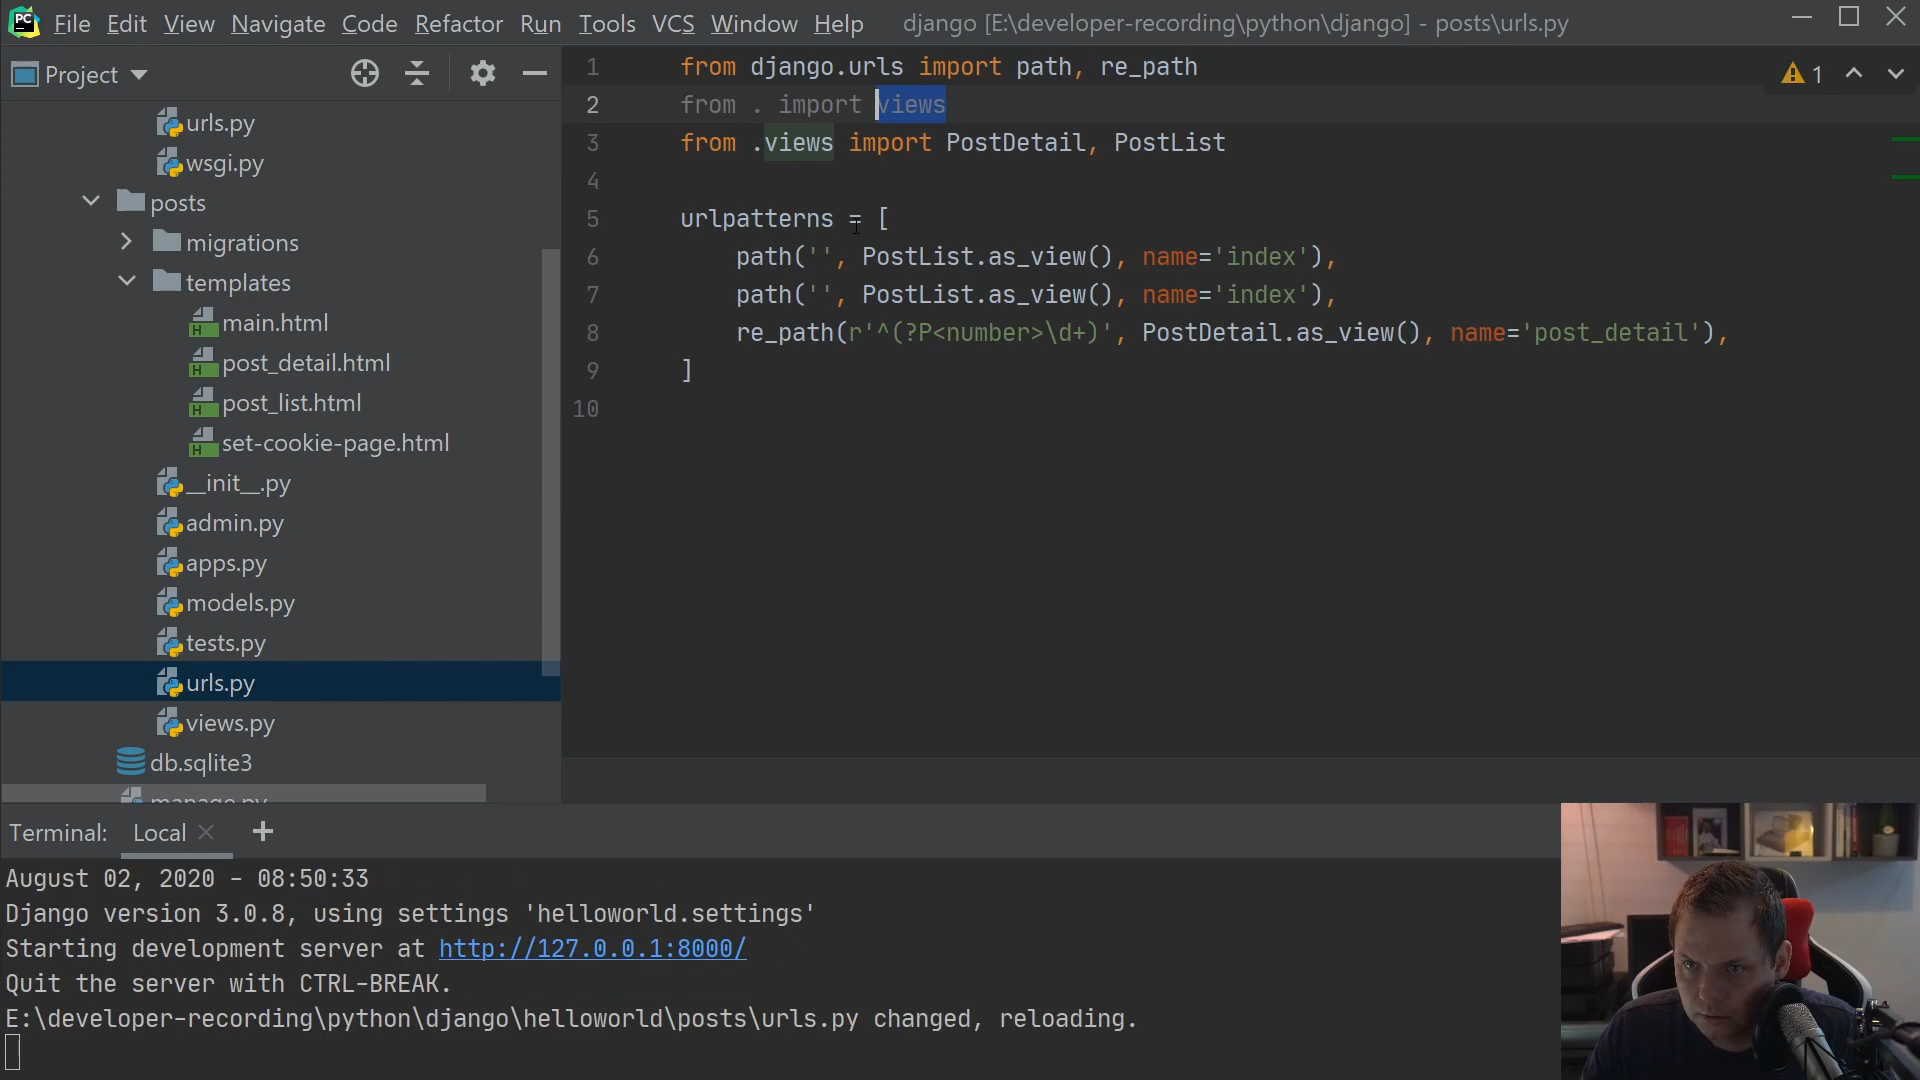 PC File Edit View Navigate Code Refactor Run Tools VCS Window Help django [E:\developer-recording\python\django] - posts\urls.py
Project
urls.py
wsgi.py
posts
migrations
templates
main.html
post_detail.html
post_list.html
set-cookie-page.html
__init__.py
admin.py
apps.py
models.py
tests.py
urls.py
views.py
db.sqlite3
manage.py
1 from django.urls import path, re_path
2 from . import views
3 from .views import PostDetail, PostList
4
5 urlpatterns = [
6 path('', PostList.as_view(), name='index'),
7 path('', PostList.as_view(), name='index'),
8 re_path(r'^(?P<number>\d+)', PostDetail.as_view(), name='post_detail'),
9 ]
10
1
Terminal: Local
August 02, 2020 - 08:50:33
Django version 3.0.8, using settings 'helloworld.settings'
Starting development server at http://127.0.0.1:8000/
Quit the server with CTRL-BREAK.
E:\developer-recording\python\django\helloworld\posts\urls.py changed, reloading.